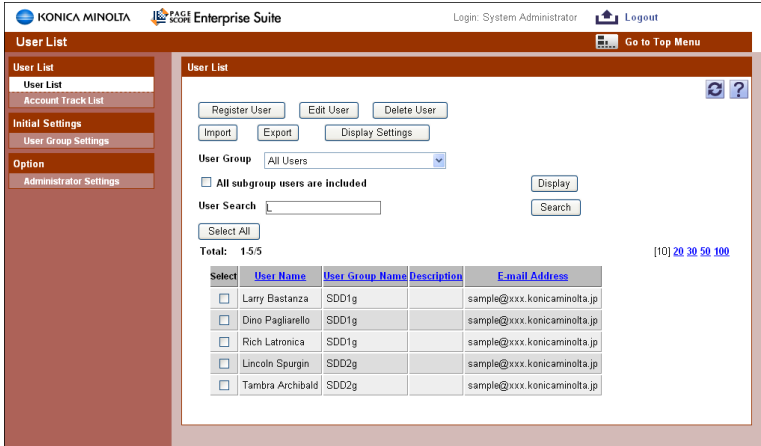 KONICA MINOLTA PAGE SCOPE Enterprise Suite Login: System Administrator Logout
User List Go to Top Menu
User List
User List
Account Track List
Initial Settings
User Group Settings
Option
Administrator Settings
User List
?
Register User Edit User Delete User
Import Export Display Settings
User Group All Users
All subgroup users are included Display
User Search L Search
Select All
Total: 1-5/5 [10] 20 30 50 100
Select User Name User Group Name Description E-mail Address
Larry Bastanza SDD1g sample@xxx.konicaminolta.jp
Dino Pagliarello SDD1g sample@xxx.konicaminolta.jp
Rich Latronica SDD1g sample@xxx.konicaminolta.jp
Lincoln Spurgin SDD2g sample@xxx.konicaminolta.jp
Tambra Archibald SDD2g sample@xxx.konicaminolta.jp